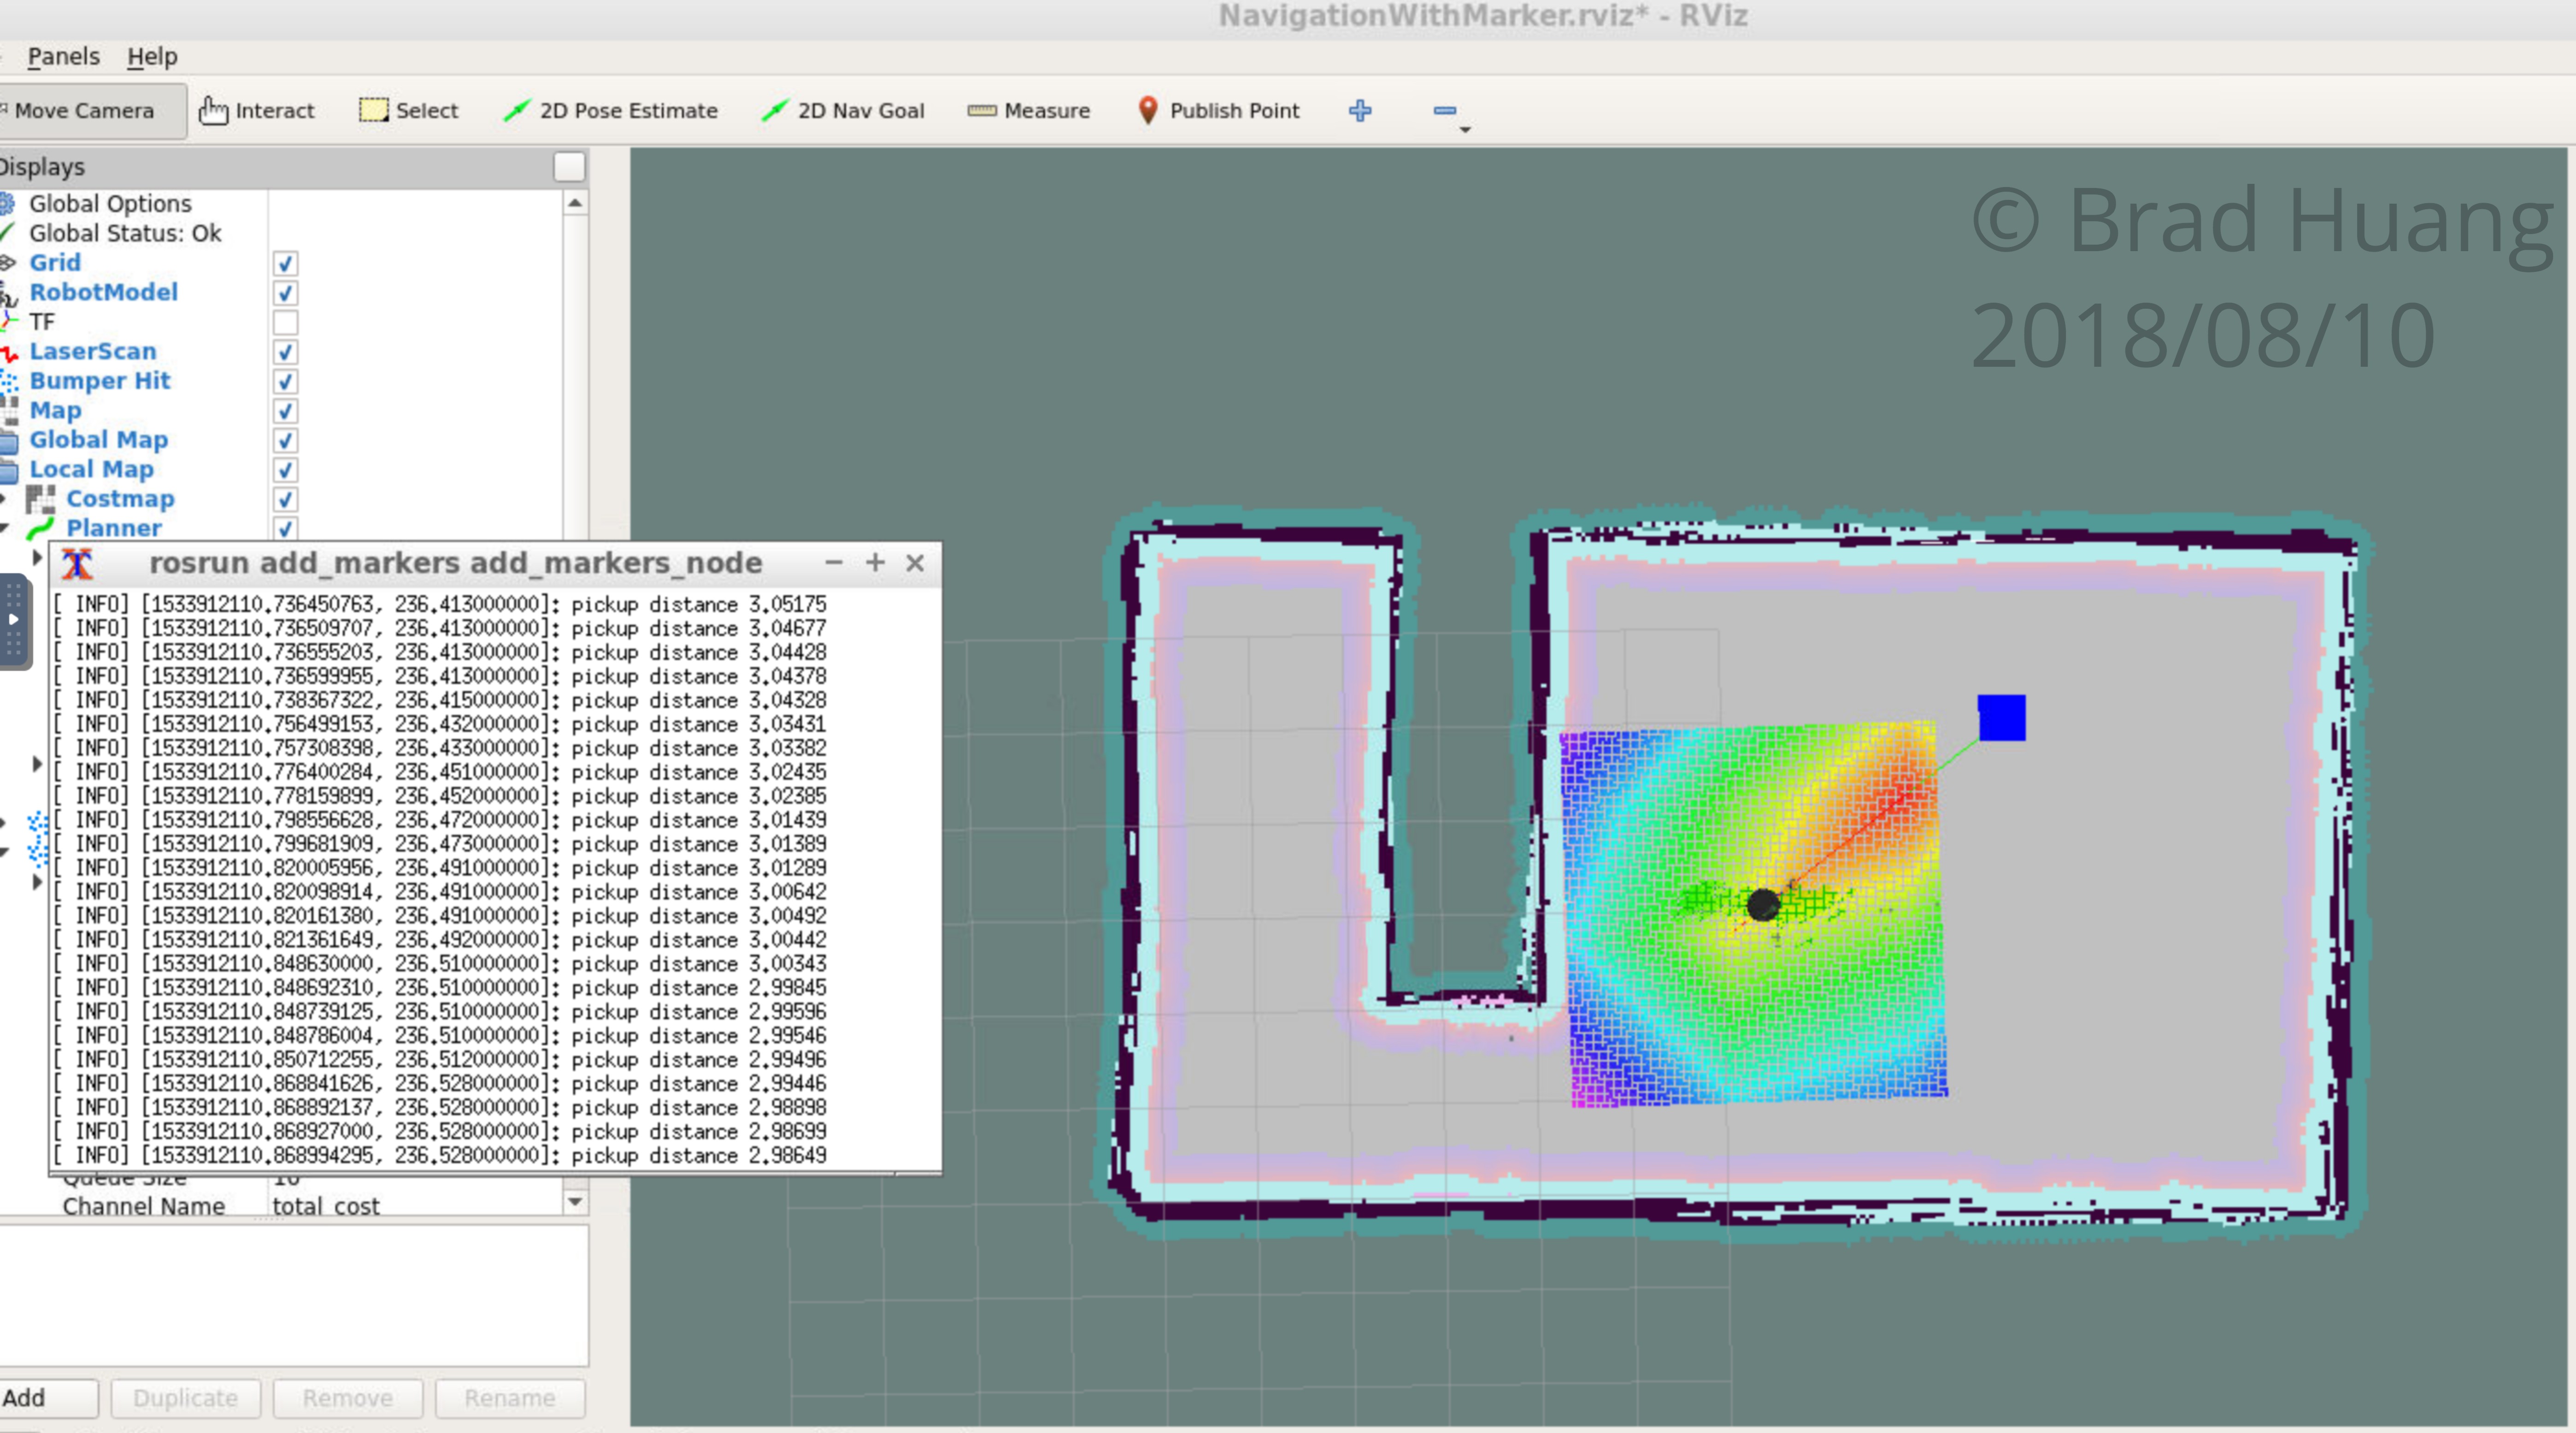 NavigationWithMarker.rviz* - RViz
Panels Help
Move Camera Interact Select 2D Pose Estimate 2D Nav Goal Measure Publish Point
Displays
Global Options
Global Status: Ok
Grid
RobotModel
TF
LaserScan
Bumper Hit
Map
Global Map
Local Map
Costmap
Planner
rosrun add_markers add_markers_node
[ INFO] [1533912110.736450763, 236.413000000]: pickup distance 3.05175
[ INFO] [1533912110.736509707, 236.413000000]: pickup distance 3.04677
[ INFO] [1533912110.736555203, 236.413000000]: pickup distance 3.04428
[ INFO] [1533912110.736599955, 236.413000000]: pickup distance 3.04378
[ INFO] [1533912110.738367322, 236.415000000]: pickup distance 3.04328
[ INFO] [1533912110.756499153, 236.432000000]: pickup distance 3.03431
[ INFO] [1533912110.757308398, 236.433000000]: pickup distance 3.03382
[ INFO] [1533912110.776400284, 236.451000000]: pickup distance 3.02435
[ INFO] [1533912110.778159899, 236.452000000]: pickup distance 3.02385
[ INFO] [1533912110.798556628, 236.472000000]: pickup distance 3.01439
[ INFO] [1533912110.799681909, 236.473000000]: pickup distance 3.01389
[ INFO] [1533912110.820005956, 236.491000000]: pickup distance 3.01289
[ INFO] [1533912110.820098914, 236.491000000]: pickup distance 3.00642
[ INFO] [1533912110.820161380, 236.491000000]: pickup distance 3.00492
[ INFO] [1533912110.821361649, 236.492000000]: pickup distance 3.00442
[ INFO] [1533912110.848630000, 236.510000000]: pickup distance 3.00343
[ INFO] [1533912110.848692310, 236.510000000]: pickup distance 2.99845
[ INFO] [1533912110.848739125, 236.510000000]: pickup distance 2.99596
[ INFO] [1533912110.848786004, 236.510000000]: pickup distance 2.99546
[ INFO] [1533912110.850712255, 236.512000000]: pickup distance 2.99496
[ INFO] [1533912110.868841626, 236.528000000]: pickup distance 2.99446
[ INFO] [1533912110.868892137, 236.528000000]: pickup distance 2.98898
[ INFO] [1533912110.868927000, 236.528000000]: pickup distance 2.98699
[ INFO] [1533912110.868994295, 236.528000000]: pickup distance 2.98649
Queue Size 10
Channel Name total_cost
Add Duplicate Remove Rename
© Brad Huang
2018/08/10